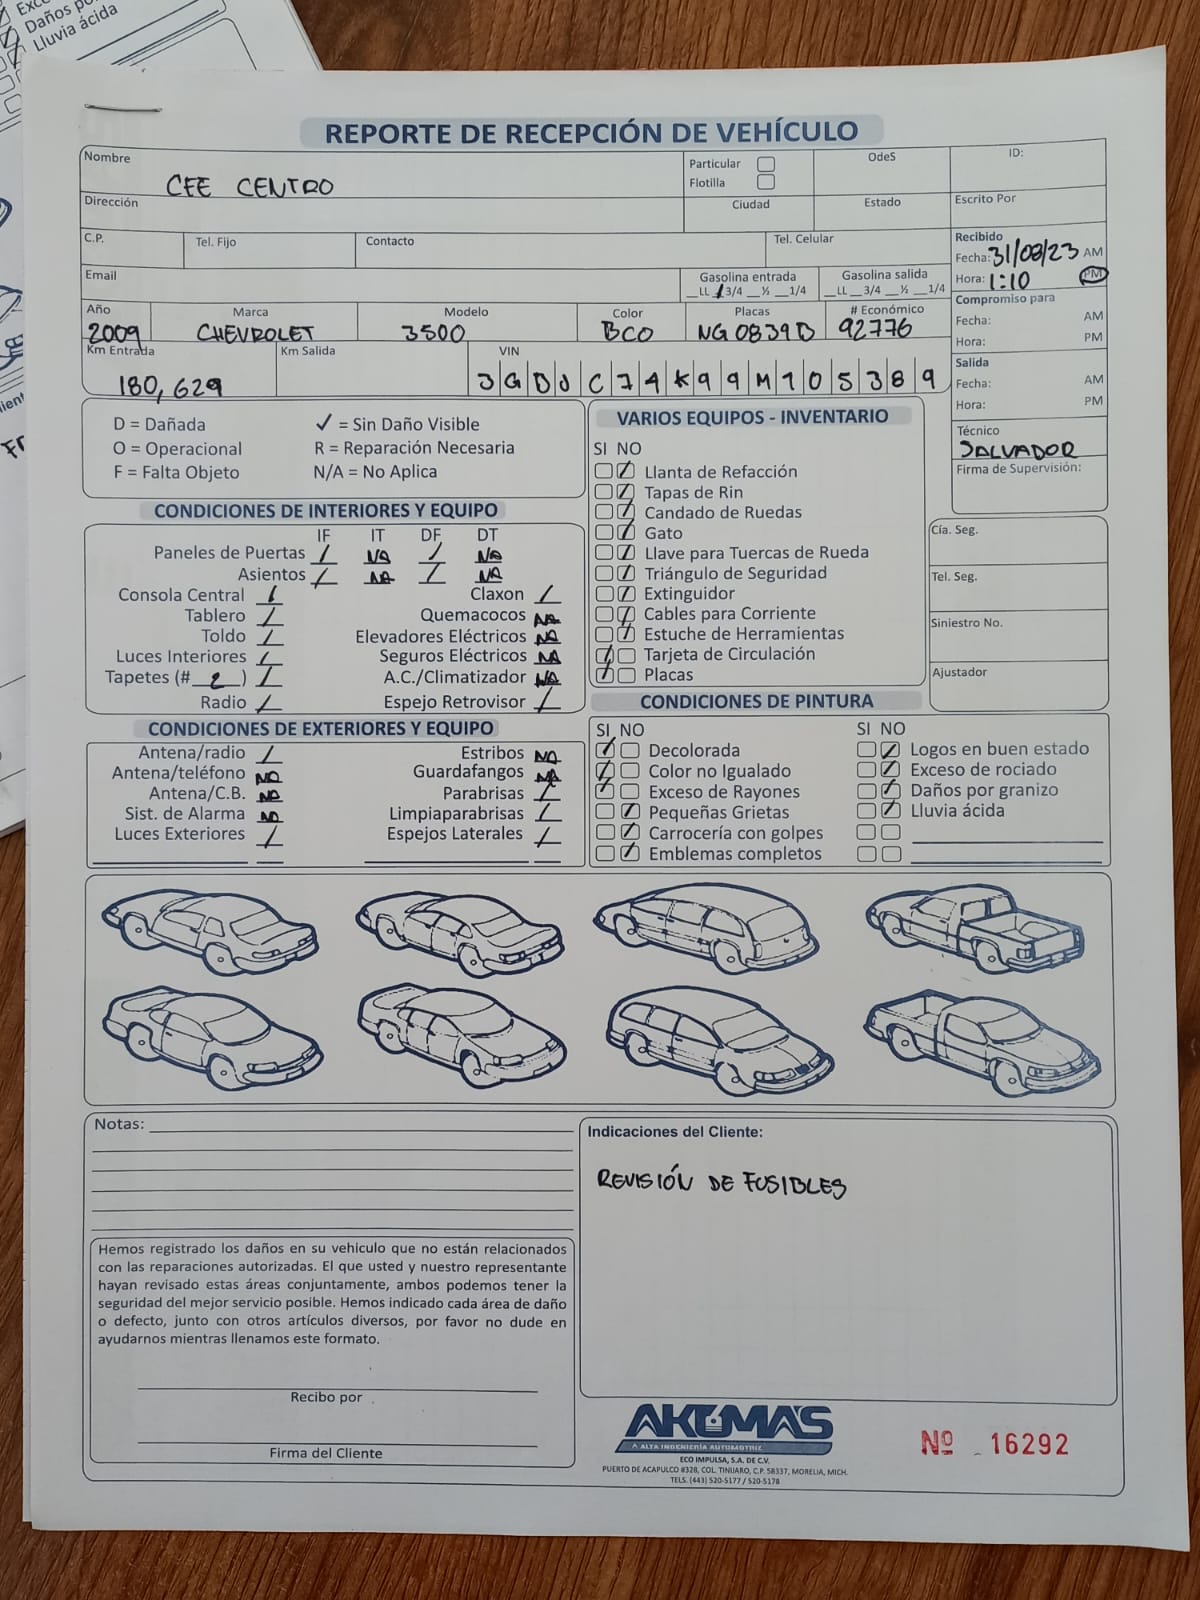 Daños po
Lluvia ácida
REPORTE DE RECEPCIÓN DE VEHÍCULO
Nombre CFE CENTRO
Particular
Flotilla
OdeS
ID:
Dirección
Ciudad
Estado
Escrito Por
C.P.
Tel. Fijo
Contacto
Tel. Celular
Recibido
Fecha: 31/08/23 AM
Hora: 1:10 PM
Email
Gasolina entrada
__LL __3/4 __½ __1/4
Gasolina salida
__LL __3/4 __½ __1/4
Compromiso para
Fecha: AM
Hora: PM
Año Marca Modelo Color Placas # Económico
2009 CHEVROLET 3500 BCO NG0839D 92776
Km Entrada 180,629
Km Salida
VIN
3GDJC74K99M105389
Salida
Fecha: AM
Hora: PM
Técnico
SALVADOR
Firma de Supervisión:
D = Dañada ✓ = Sin Daño Visible
O = Operacional R = Reparación Necesaria
F = Falta Objeto N/A = No Aplica
CONDICIONES DE INTERIORES Y EQUIPO
IF IT DF DT
Paneles de Puertas / NA / NA
Asientos / NA / NA
Consola Central / Claxon /
Tablero / Quemacocos NA
Toldo / Elevadores Eléctricos NA
Luces Interiores / Seguros Eléctricos NA
Tapetes (# 2 ) / A.C./Climatizador NA
Radio / Espejo Retrovisor /
CONDICIONES DE EXTERIORES Y EQUIPO
Antena/radio / Estribos NA
Antena/teléfono NA Guardafangos NA
Antena/C.B. NA Parabrisas /
Sist. de Alarma NA Limpiaparabrisas /
Luces Exteriores / Espejos Laterales /
VARIOS EQUIPOS - INVENTARIO
SI NO
Llanta de Refacción
Tapas de Rin
Candado de Ruedas
Gato
Llave para Tuercas de Rueda
Triángulo de Seguridad
Extinguidor
Cables para Corriente
Estuche de Herramientas
Tarjeta de Circulación
Placas
Cía. Seg.
Tel. Seg.
Siniestro No.
Ajustador
CONDICIONES DE PINTURA
SI NO SI NO
Decolorada Logos en buen estado
Color no Igualado Exceso de rociado
Exceso de Rayones Daños por granizo
Pequeñas Grietas Lluvia ácida
Carrocería con golpes
Emblemas completos
Notas:
Indicaciones del Cliente:
REVISIÓN DE FUSIBLES
Hemos registrado los daños en su vehiculo que no están relacionados
con las reparaciones autorizadas. El que usted y nuestro representante
hayan revisado estas áreas conjuntamente, ambos podemos tener la
seguridad del mejor servicio posible. Hemos indicado cada área de daño
o defecto, junto con otros artículos diversos, por favor no dude en
ayudarnos mientras llenamos este formato.
Recibo por
Firma del Cliente
AKUMA'S
ALTA INGENIERÍA AUTOMOTRIZ
ECO IMPULSA, S.A. DE C.V.
PUERTO DE ACAPULCO #328, COL. TINIJARO, C.P. 58337, MORELIA, MICH.
TELS. (443) 520-5177 / 520-5178
Nº 16292